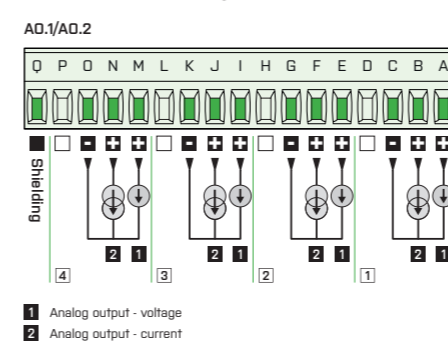 AO.1/AO.2
Q P O N M L K J I H G F E D C B A
- + + - + + - + + - + +
Shielding
2 1 2 1 2 1 2 1
4 3 2 1
1 Analog output - voltage
2 Analog output - current